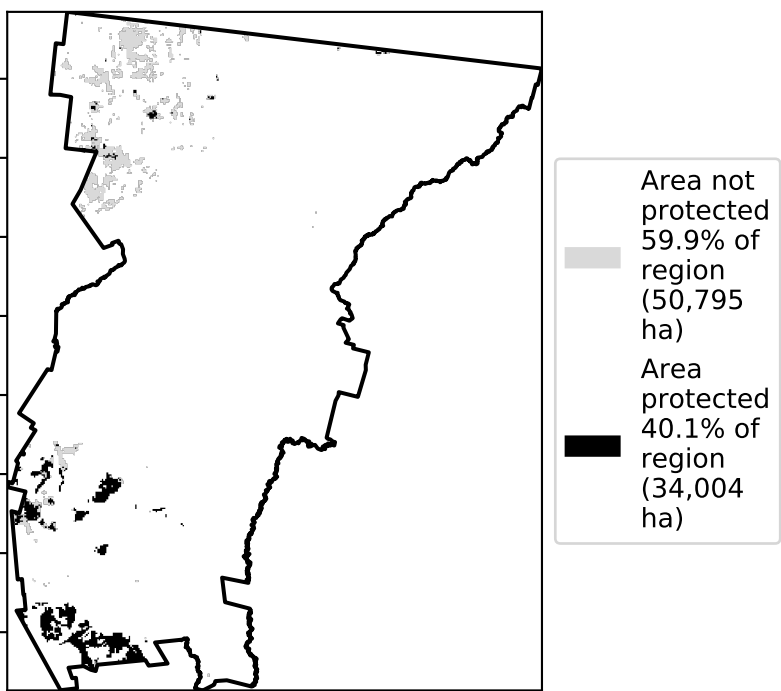 Area not
protected
59.9% of
region
(50,795
ha)
Area
protected
40.1% of
region
(34,004
ha)